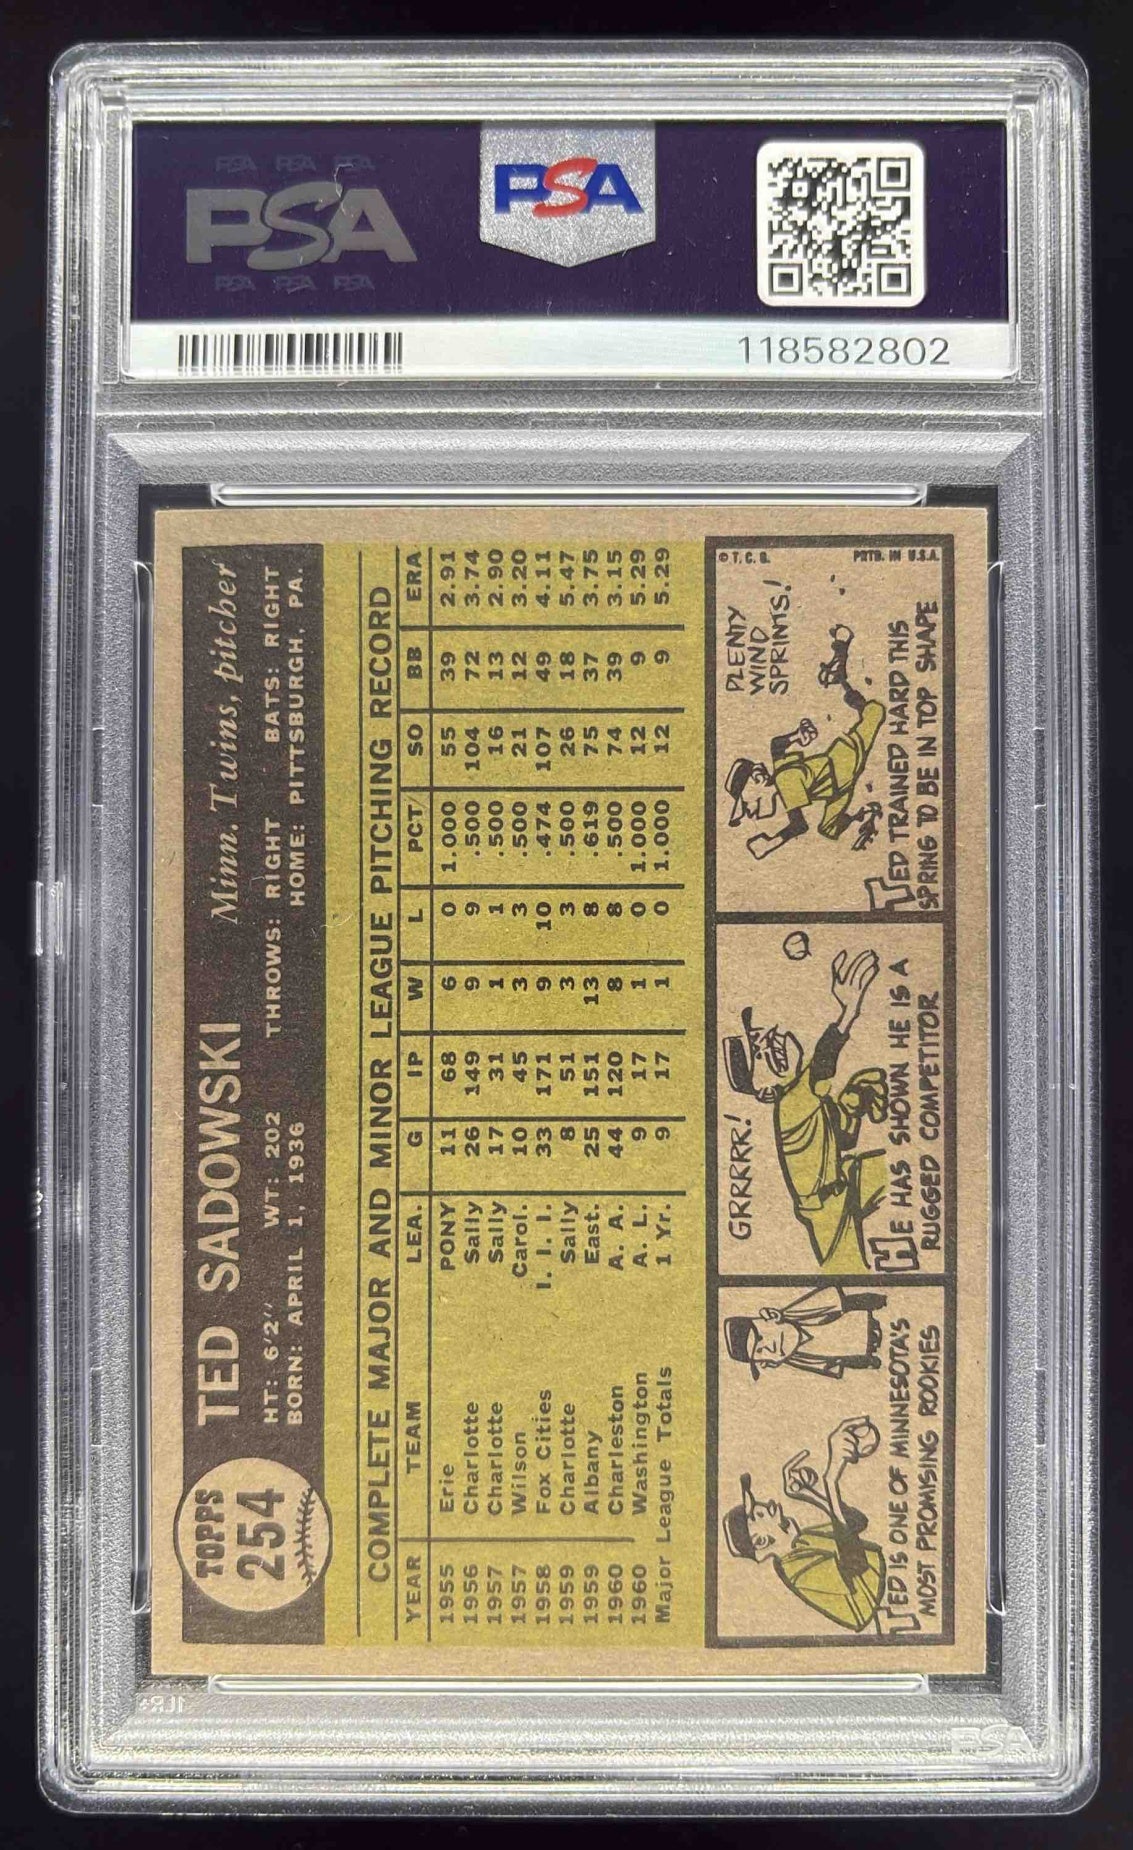 PSA PSA PSA
PSA
PSA PSA PSA
PSA
118582802
TOPPS
254
TED SADOWSKI Minn. Twins, pitcher
HT: 6'2" WT: 202 THROWS: RIGHT BATS: RIGHT
BORN: APRIL 1, 1936 HOME: PITTSBURGH, PA.
COMPLETE MAJOR AND MINOR LEAGUE PITCHING RECORD
YEAR TEAM LEA. G IP W L PCT. SO BB ERA
1955 Erie PONY 11 68 6 0 1.000 55 39 2.91
1956 Charlotte Sally 26 149 9 9 .500 104 72 3.74
1957 Charlotte Sally 17 31 1 1 .500 16 13 2.90
1957 Wilson Carol. 10 45 3 3 .500 21 12 3.20
1958 Fox Cities I. I. I. 33 171 9 10 .474 107 49 4.11
1959 Charlotte Sally 8 51 3 3 .500 26 18 5.47
1959 Albany East. 25 151 13 8 .619 75 37 3.75
1960 Charleston A. A. 44 120 8 8 .500 74 39 3.15
1960 Washington A. L. 9 17 1 0 1.000 12 9 5.29
Major League Totals 1 Yr. 9 17 1 0 1.000 12 9 5.29
TED IS ONE OF MINNESOTA'S
MOST PROMISING ROOKIES
GRRRR!
HE HAS SHOWN HE IS A
RUGGED COMPETITOR
PLENTY
WIND
SPRINTS!
TED TRAINED HARD THIS
SPRING TO BE IN TOP SHAPE
© T. C. G.
PRTD. IN U.S.A.
PSA